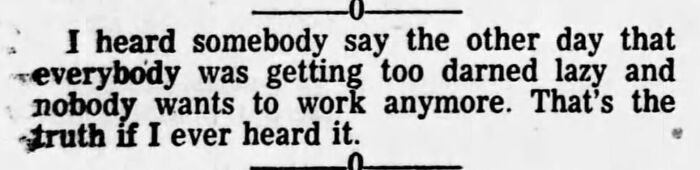 I heard somebody say the other day that
everybody was getting too darned lazy and
nobody wants to work anymore. That's the
truth if I ever heard it.